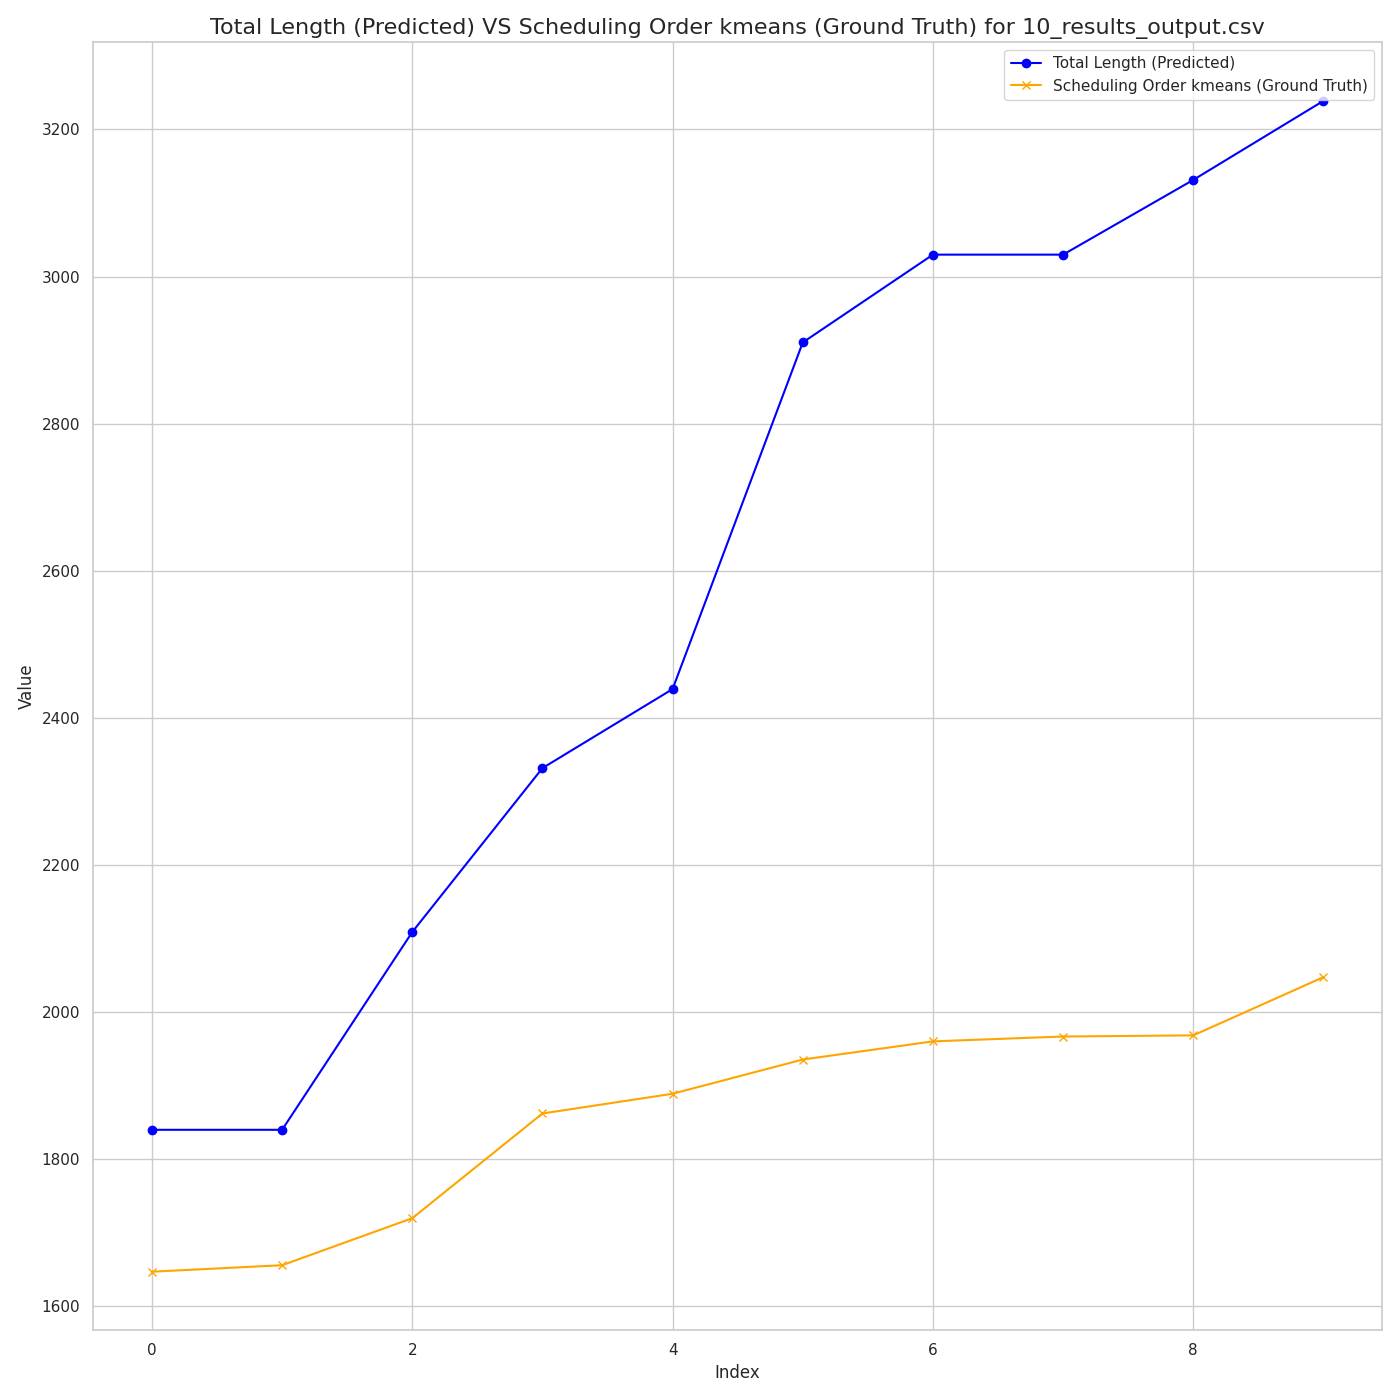 Total Length (Predicted) VS Scheduling Order kmeans (Ground Truth) for 10_results_output.csv
Total Length (Predicted)
Scheduling Order kmeans (Ground Truth)
3200
3000
2800
2600
2400
2200
2000
1800
1600
Value
0 2 4 6 8
Index